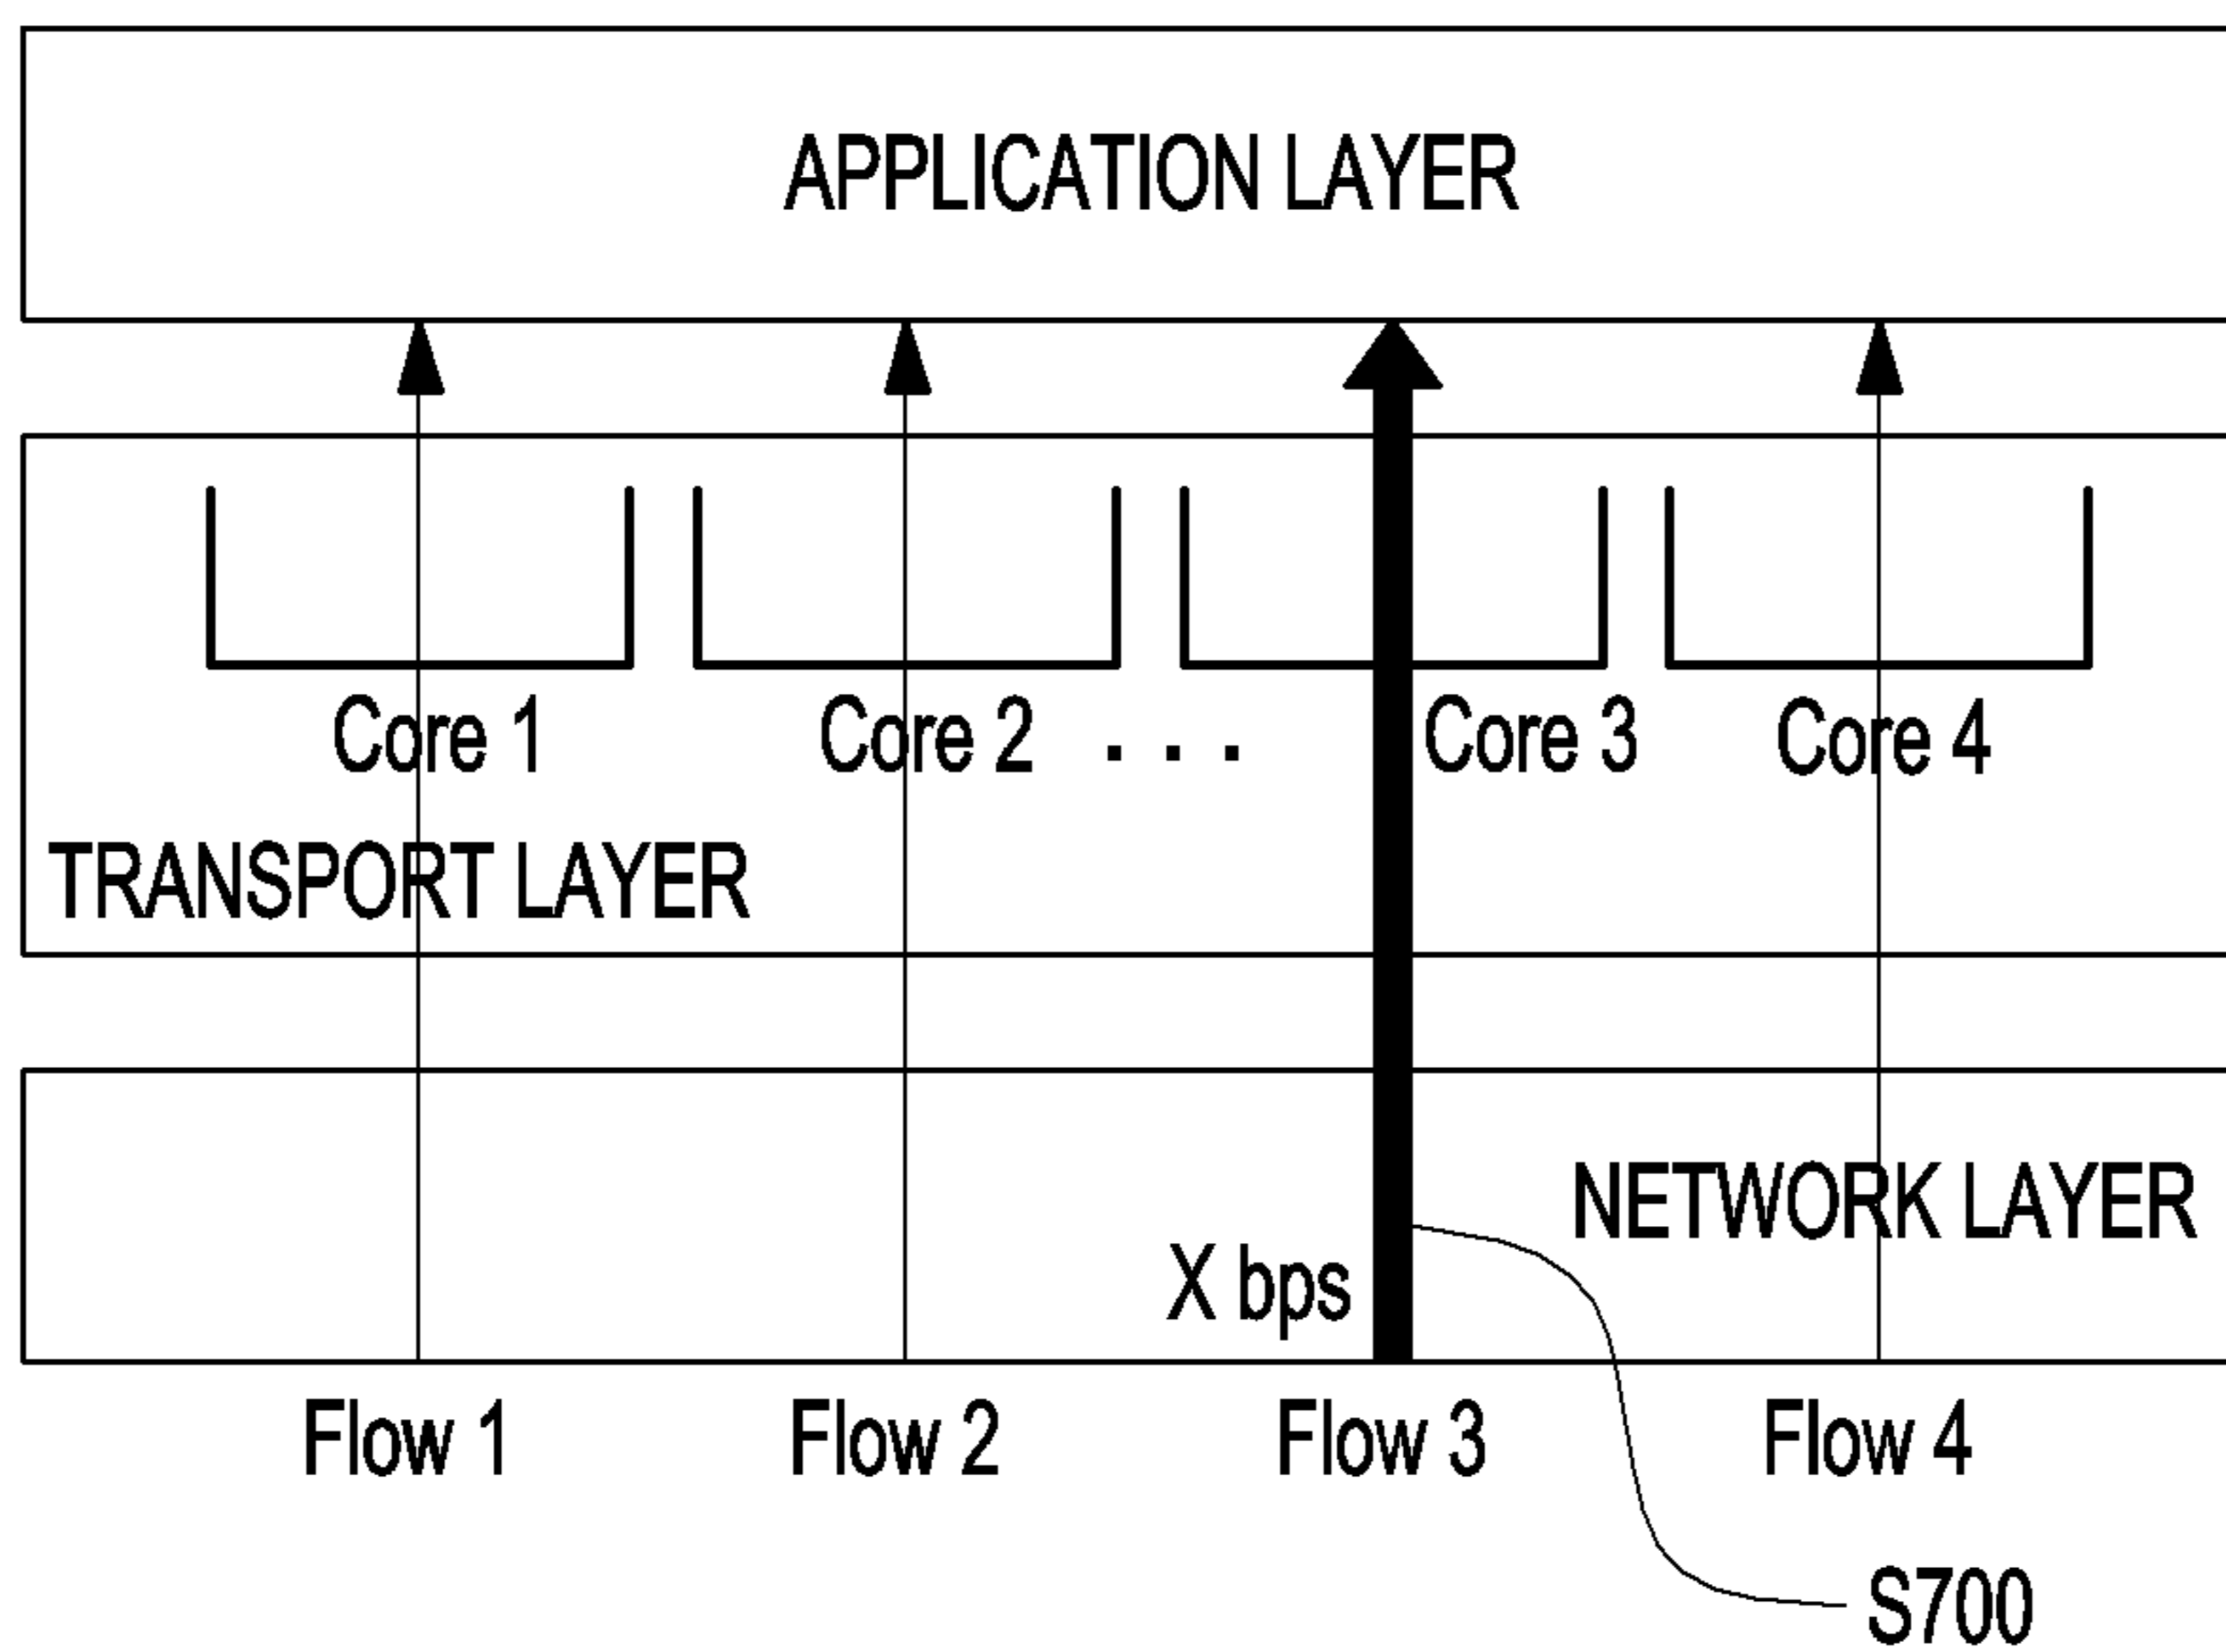 APPLICATION LAYER
Core 1 Core 2 ... Core 3 Core 4
TRANSPORT LAYER
NETWORK LAYER
X bps
Flow 1 Flow 2 Flow 3 Flow 4
S700